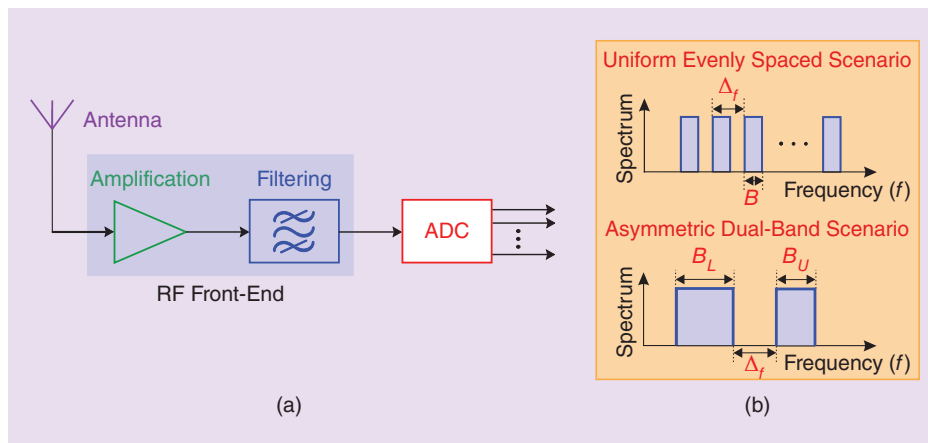 Antenna
Amplification
Filtering
RF Front-End
ADC
(a)
Uniform Evenly Spaced Scenario
Δf
Spectrum
B
Frequency (f)
Asymmetric Dual-Band Scenario
BL
BU
Spectrum
Δf
Frequency (f)
(b)